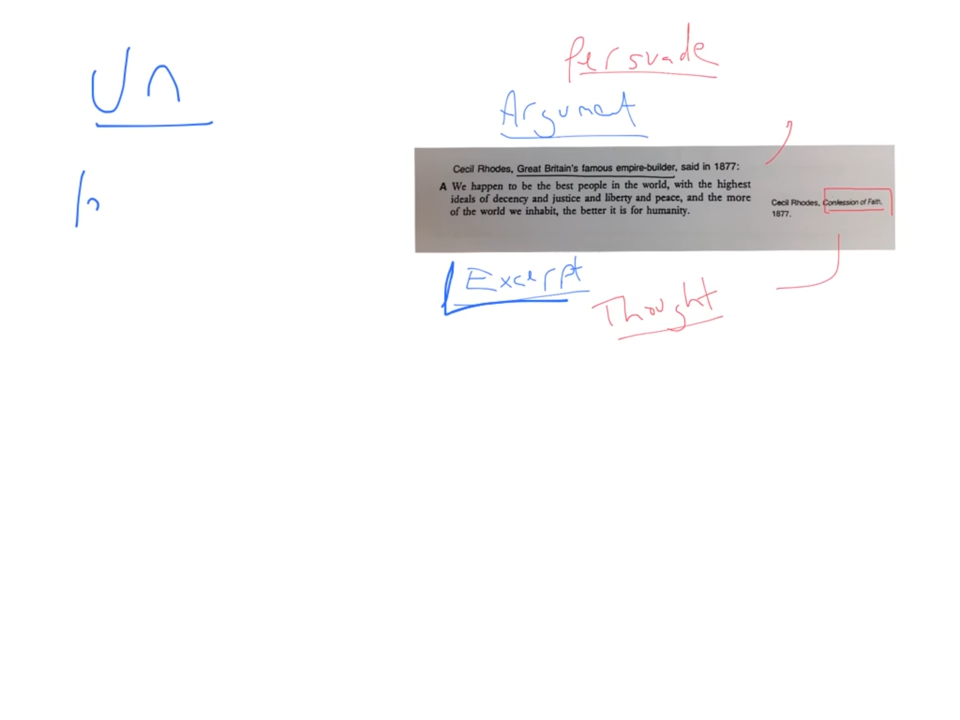 Un
Persuade
Argument
Cecil Rhodes, Great Britain's famous empire-builder, said in 1877:
A We happen to be the best people in the world, with the highest
ideals of decency and justice and liberty and peace, and the more
of the world we inhabit, the better it is for humanity.
Cecil Rhodes, Confession of Faith,
1877.
Excerpt
Thought